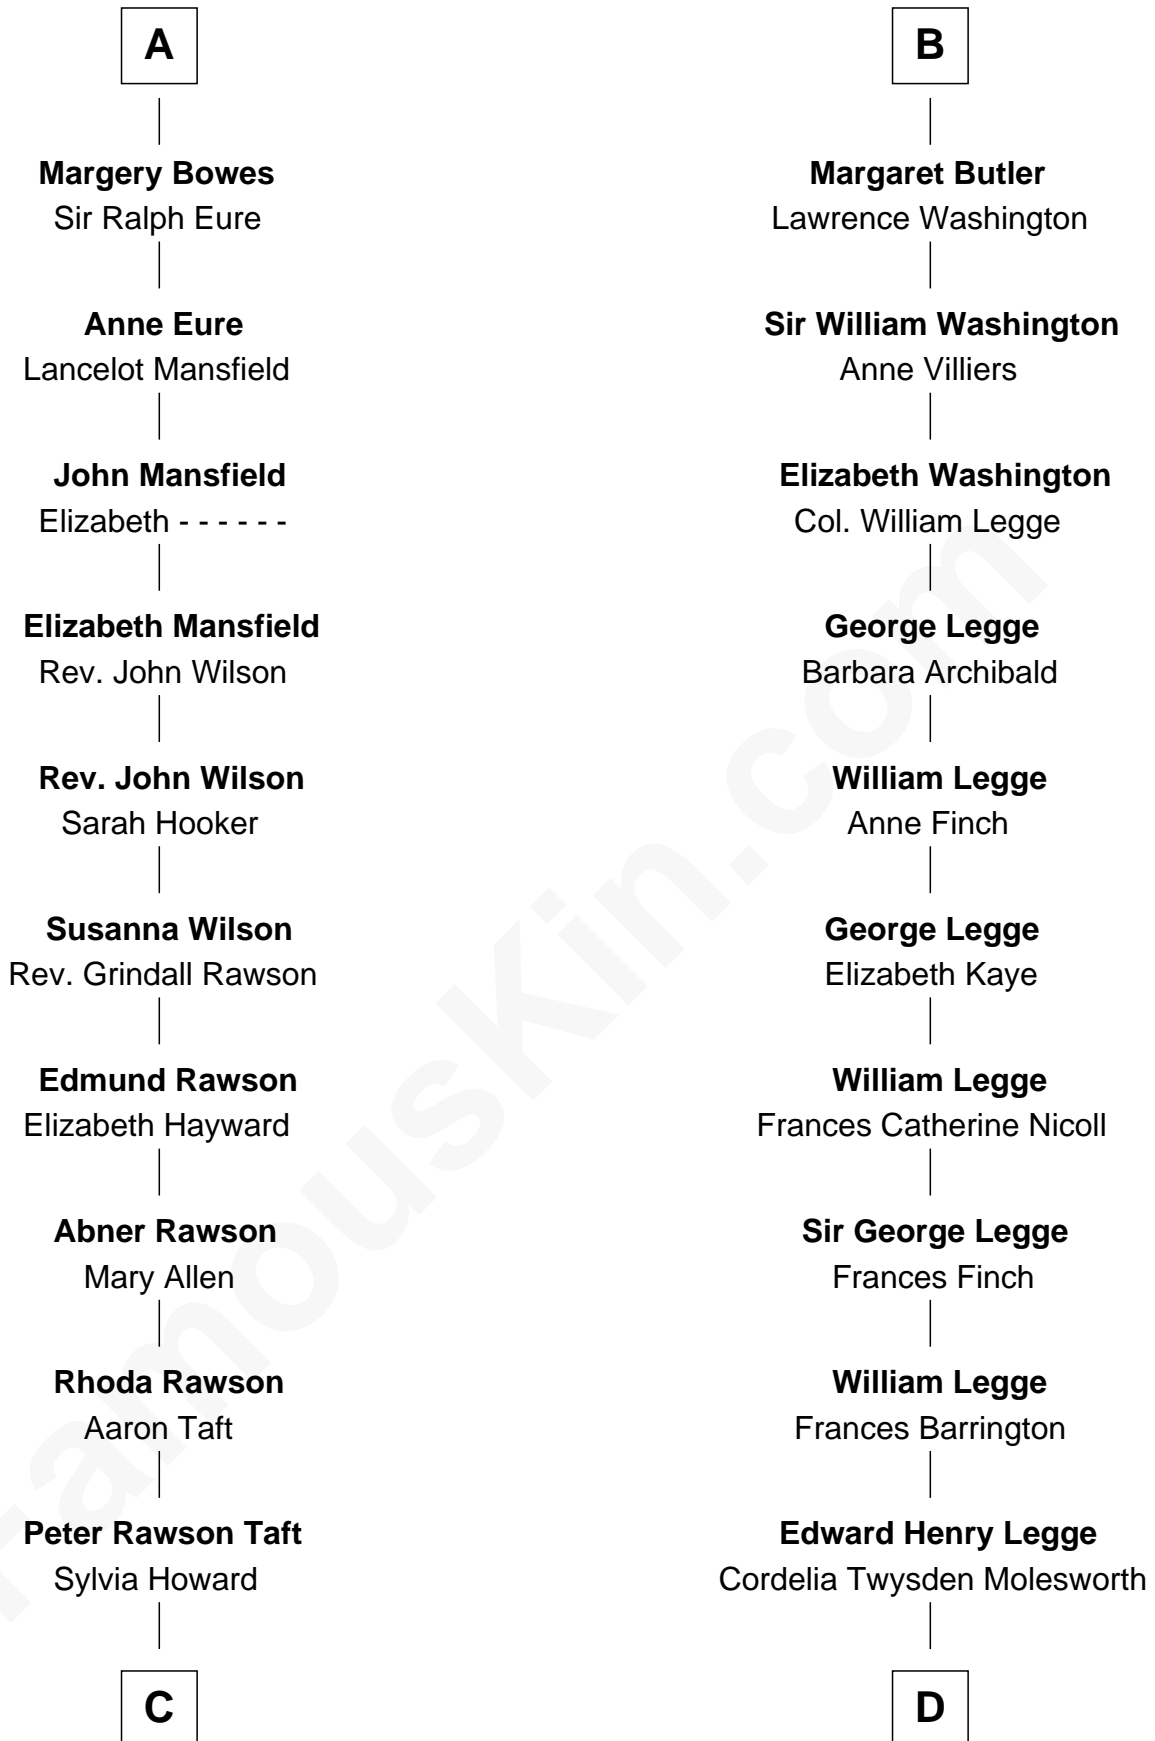 A
Margery Bowes
Sir Ralph Eure
Anne Eure
Lancelot Mansfield
John Mansfield
Elizabeth - - - - - -
Elizabeth Mansfield
Rev. John Wilson
Rev. John Wilson
Sarah Hooker
Susanna Wilson
Rev. Grindall Rawson
Edmund Rawson
Elizabeth Hayward
Abner Rawson
Mary Allen
Rhoda Rawson
Aaron Taft
Peter Rawson Taft
Sylvia Howard
C
B
Margaret Butler
Lawrence Washington
Sir William Washington
Anne Villiers
Elizabeth Washington
Col. William Legge
George Legge
Barbara Archibald
William Legge
Anne Finch
George Legge
Elizabeth Kaye
William Legge
Frances Catherine Nicoll
Sir George Legge
Frances Finch
William Legge
Frances Barrington
Edward Henry Legge
Cordelia Twysden Molesworth
D
FamousKin.com